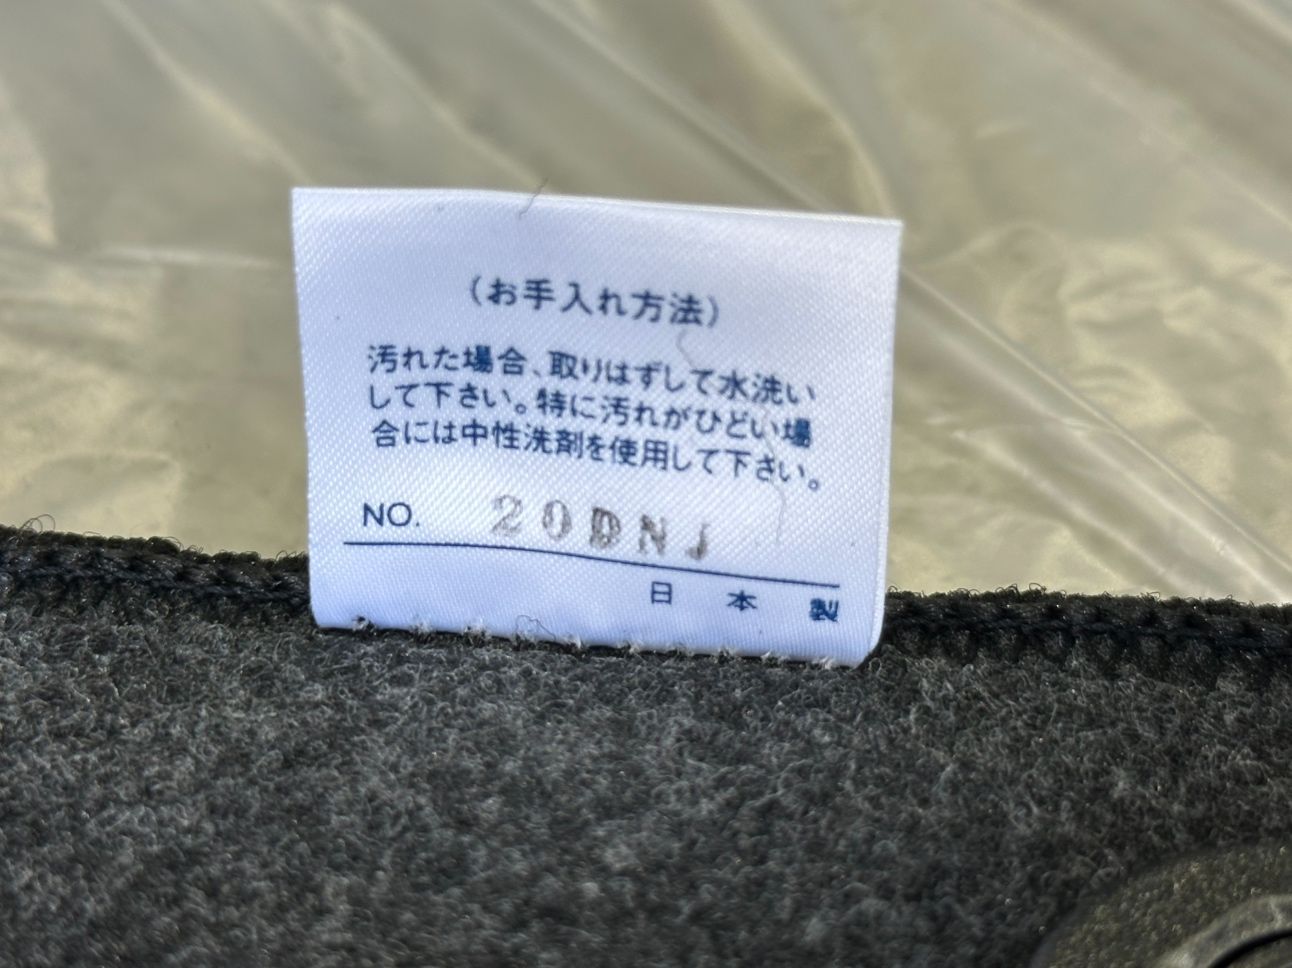 (お手入れ方法)
汚れた場合、取りはずして水洗い
して下さい。特に汚れがひどい場
合には中性洗剤を使用して下さい。
NO. 20DNJ
日本製